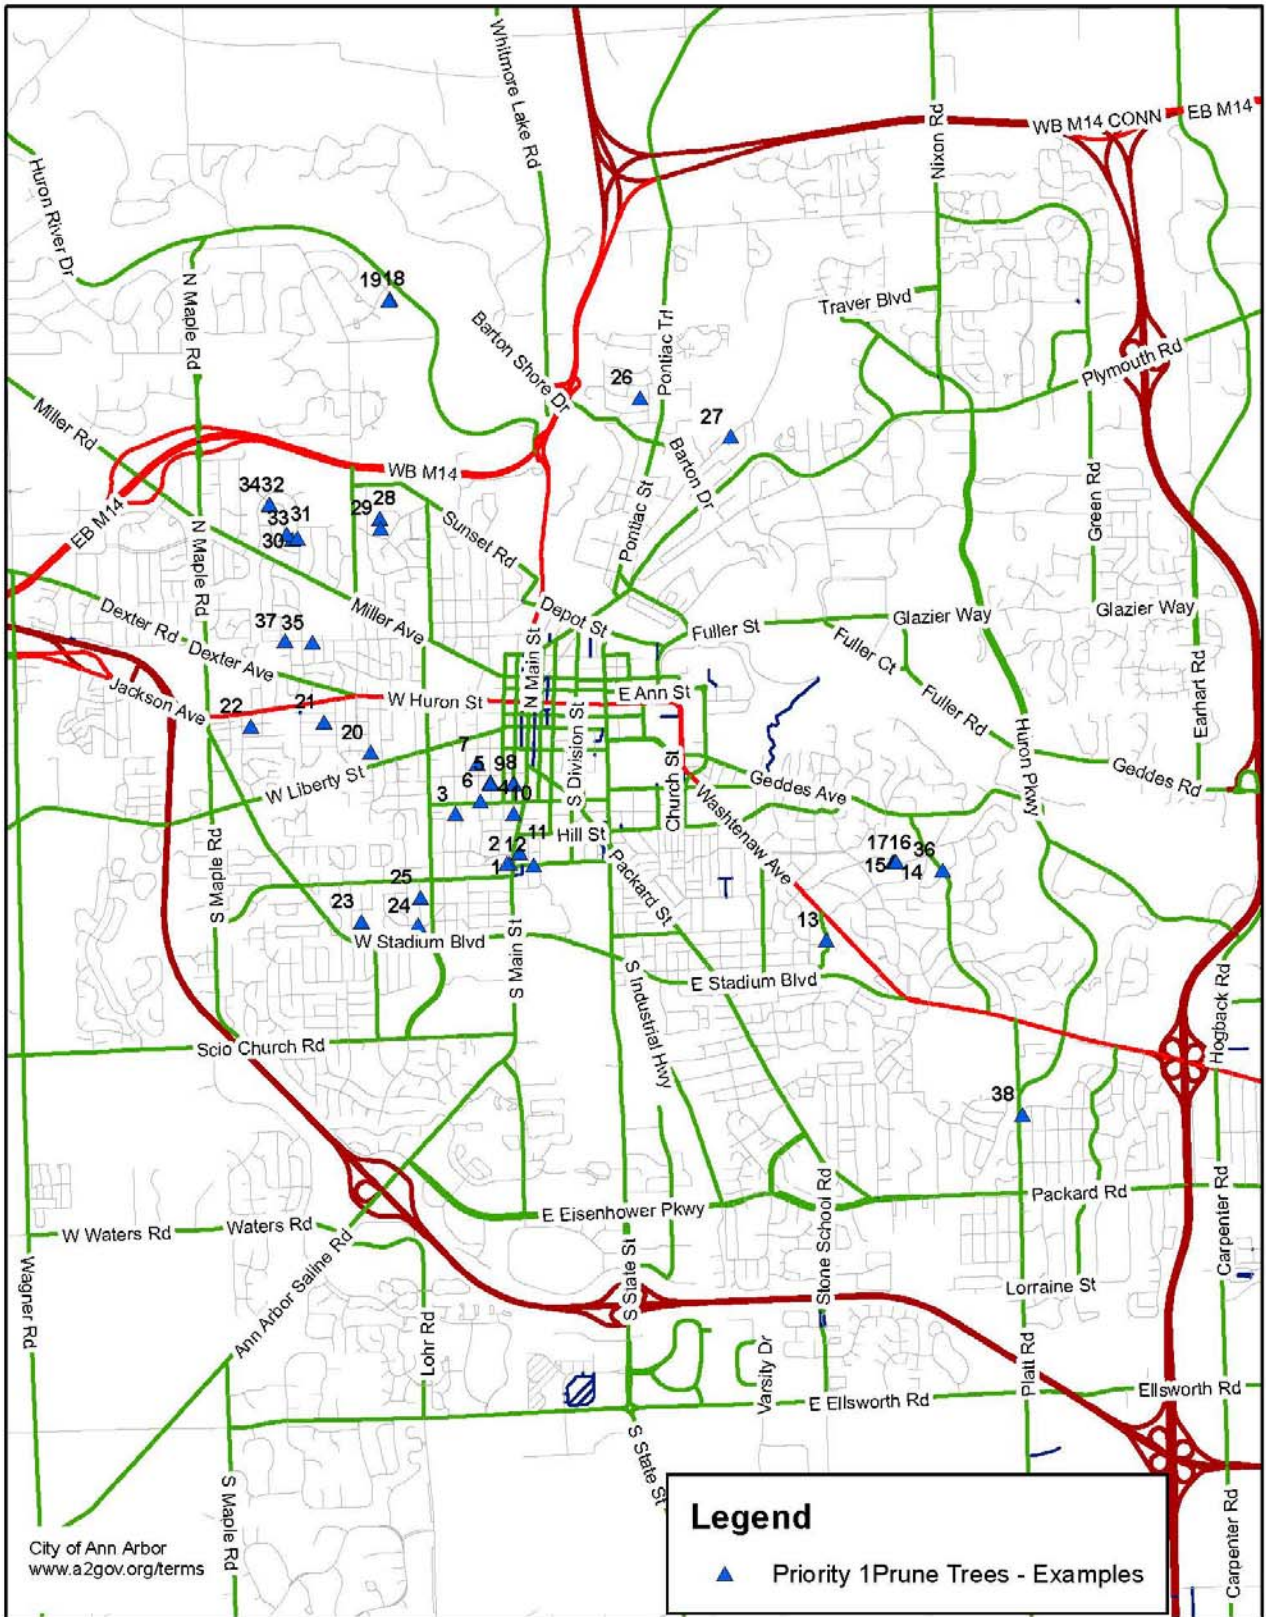 Whitmore Lake Rd
Nixon Rd
WB M14 CONN
EB M14
Huron River Dr
N Maple Rd
1918
Traver Blvd
Barton Shore Dr
Pontiac Trl
Plymouth Rd
26
27
Miller Rd
WB M14
Barton Dr
Green Rd
3432
28
29
3331
30
EB M14
N Maple Rd
Sunset Rd
Pontiac St
Dexter Rd
Miller Ave
Depot St
Fuller St
Glazier Way
Glazier Way
37 35
Dexter Ave
Fuller Ct
N Main St
Earhart Rd
Jackson Ave
22
21
W Huron St
E Ann St
Fuller Rd
20
7
5
98
6
410
3
S Division St
Church St
Huron Pkwy
W Liberty St
Geddes Ave
Geddes Rd
Washtenaw Ave
11
Hill St
2 12
1
Packard St
1716
36
15
14
S Maple Rd
25
24
23
13
W Stadium Blvd
S Main St
S Industrial Hwy
E Stadium Blvd
Hogback Rd
Scio Church Rd
38
Stone School Rd
Packard Rd
E Eisenhower Pkwy
W Waters Rd
Waters Rd
Ann Arbor Saline Rd
S State St
Carpenter Rd
Wagner Rd
Lorraine St
Lohr Rd
Varsity Dr
Platt Rd
E Ellsworth Rd
Ellsworth Rd
S State St
S Maple Rd
Carpenter Rd
Legend
Priority 1Prune Trees - Examples
City of Ann Arbor
www.a2gov.org/terms